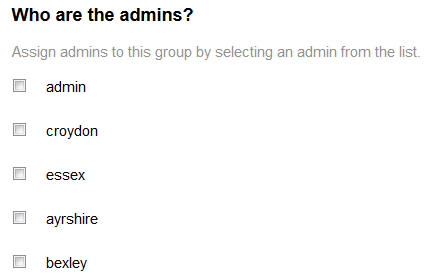 Who are the admins?
Assign admins to this group by selecting an admin from the list.
admin
croydon
essex
ayrshire
bexley